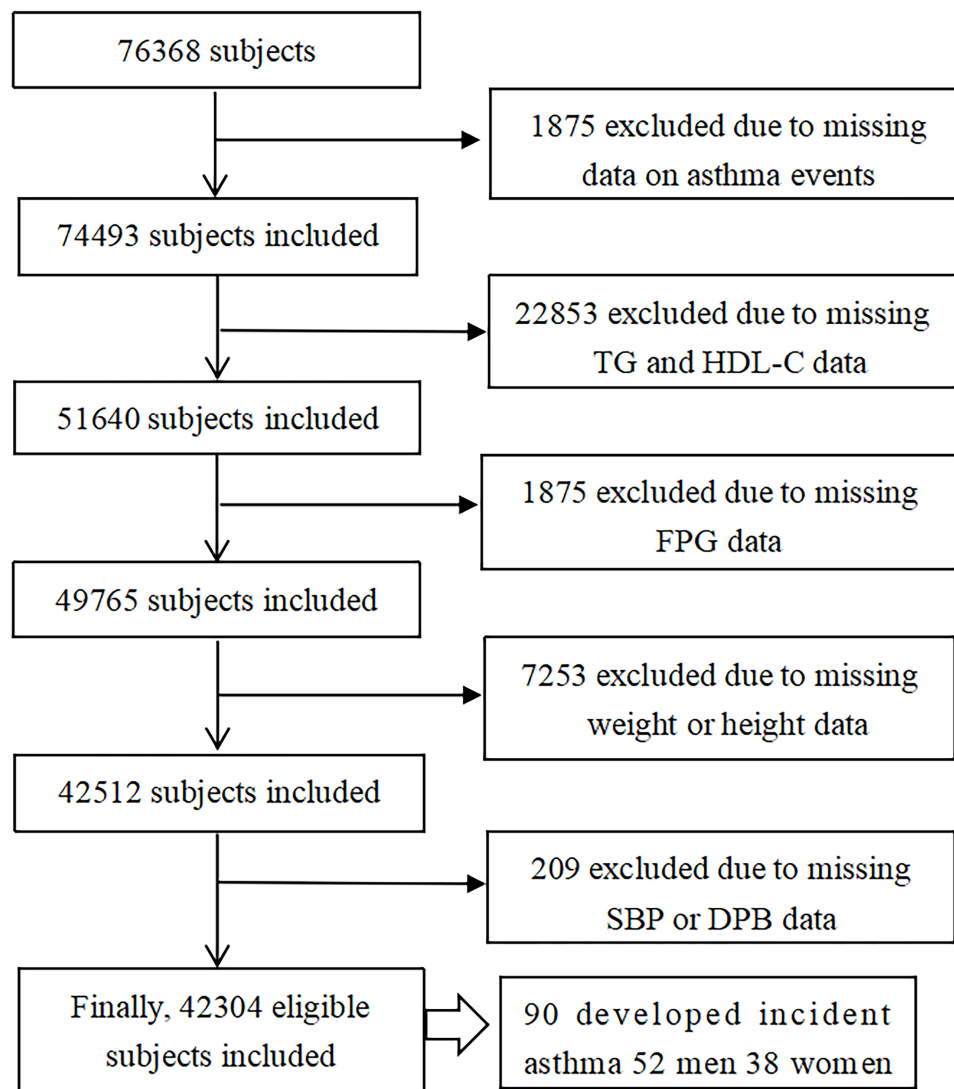 76368 subjects
1875 excluded due to missing
data on asthma events
74493 subjects included
22853 excluded due to missing
TG and HDL-C data
51640 subjects included
1875 excluded due to missing
FPG data
49765 subjects included
7253 excluded due to missing
weight or height data
42512 subjects included
209 excluded due to missing
SBP or DPB data
Finally, 42304 eligible
subjects included
90 developed incident
asthma 52 men 38 women